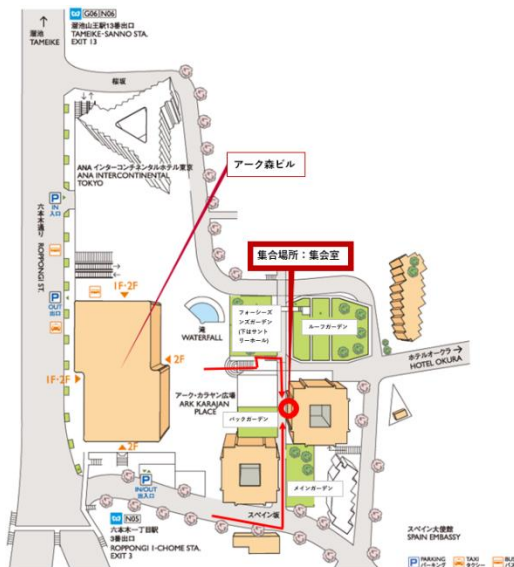 G06 N06
溜池山王駅13番出口
TAMEIKE-SANNO STA.
EXIT 13
溜池
TAMEIKE
桜坂
ANA インターコンチネンタルホテル東京
ANA INTERCONTINENTAL
TOKYO
アーク森ビル
六本木通り
ROPPONGI ST.
P
IN
入口
集合場所：集会室
P
OUT
出口
1F·2F
滝
WATERFALL
フォーシーズ
ンズガーデン
(下はサント
リーホール)
ルーフガーデン
2F
ホテルオークラ
HOTEL OKURA
1F·2F
アーク・カラヤン広場
ARK KARAJAN
PLACE
バックガーデン
2F
P
IN/OUT
出入口
メインガーデン
スペイン坂
N05
六本木一丁目駅
3番出口
ROPPONGI 1-CHOME STA.
EXIT 3
スペイン大使館
SPAIN EMBASSY
P PARKING
パーキング
TAXI
タクシー
BUS
バス